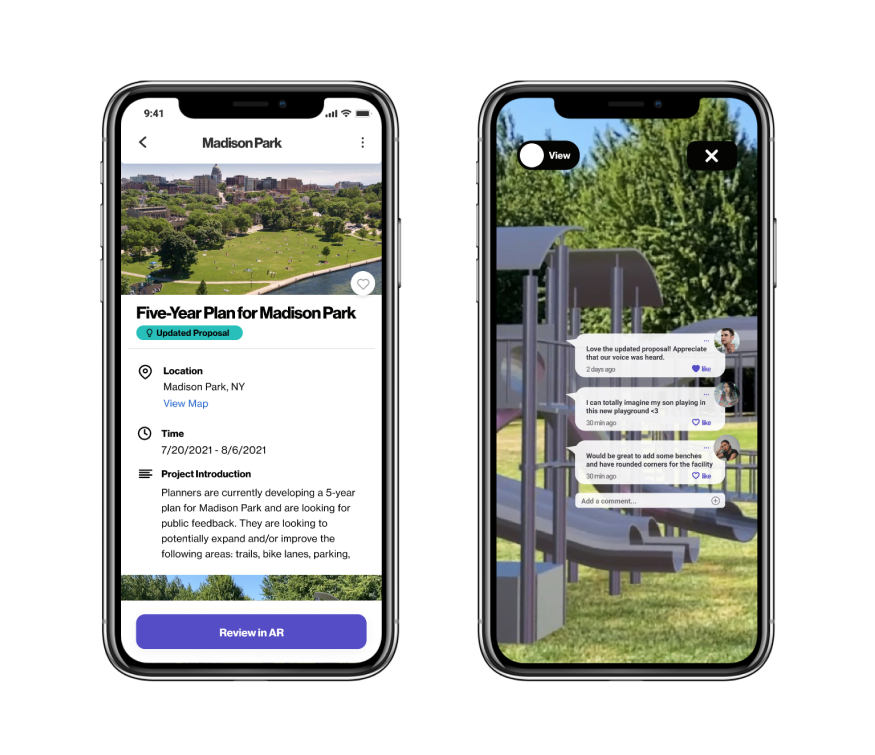 9:41
Madison Park
Five-Year Plan for Madison Park
Updated Proposal
Location
Madison Park, NY
View Map
Time
7/20/2021 - 8/6/2021
Project Introduction
Planners are currently developing a 5-year
plan for Madison Park and are looking for
public feedback. They are looking to
potentially expand and/or improve the
following areas: trails, bike lanes, parking,
Review in AR
View
Love the updated proposal! Appreciate
that our voice was heard.
2 days ago
like
I can totally imagine my son playing in
this new playground <3
30 min ago
like
Would be great to add some benches
and have rounded corners for the facility
30 min ago
like
Add a comment...